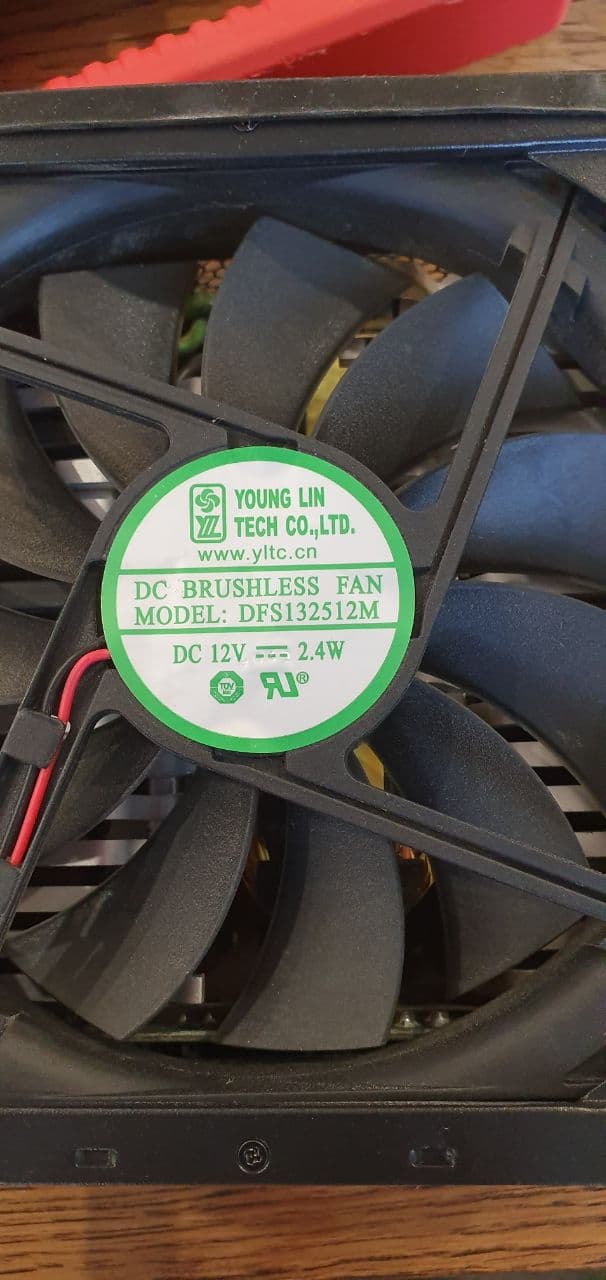 YOUNG LIN
TECH CO.,LTD.
www.yltc.cn
DC BRUSHLESS FAN
MODEL: DFS132512M
DC 12V ⎓ 2.4W